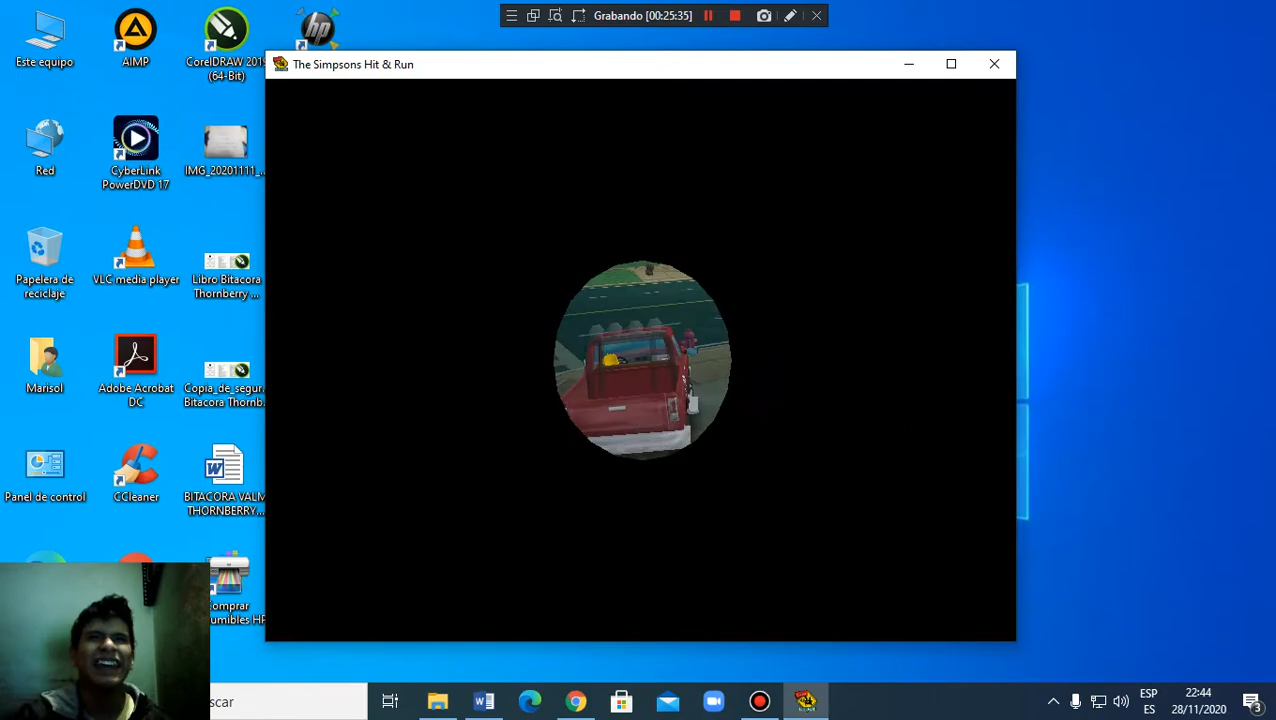 Grabando [00:25:35]
The Simpsons Hit & Run
Este equipo
AIMP
CorelDRAW 2019
(64-Bit)
hp
Red
CyberLink
PowerDVD 17
IMG_20201111_...
Papelera de
reciclaje
VLC media player
Libro Bitacora
Thornberry ...
Marisol
Adobe Acrobat
DC
Copia_de_segur...
Bitacora Thornb...
Panel de control
CCleaner
BITACORA VALM...
THORNBERRY...
Comprar
HP
scar
ESP
ES
22:44
28/11/2020
3